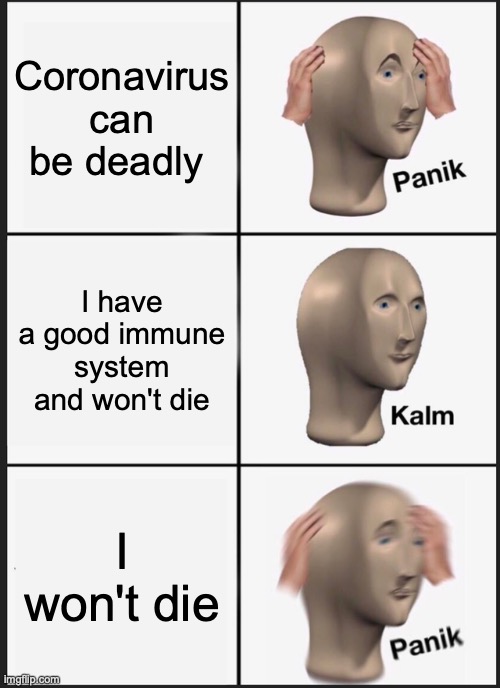 Coronavirus
can
be deadly
Panik
I have
a good immune
system
and won't die
Kalm
I
won't die
Panik
imgflip.com